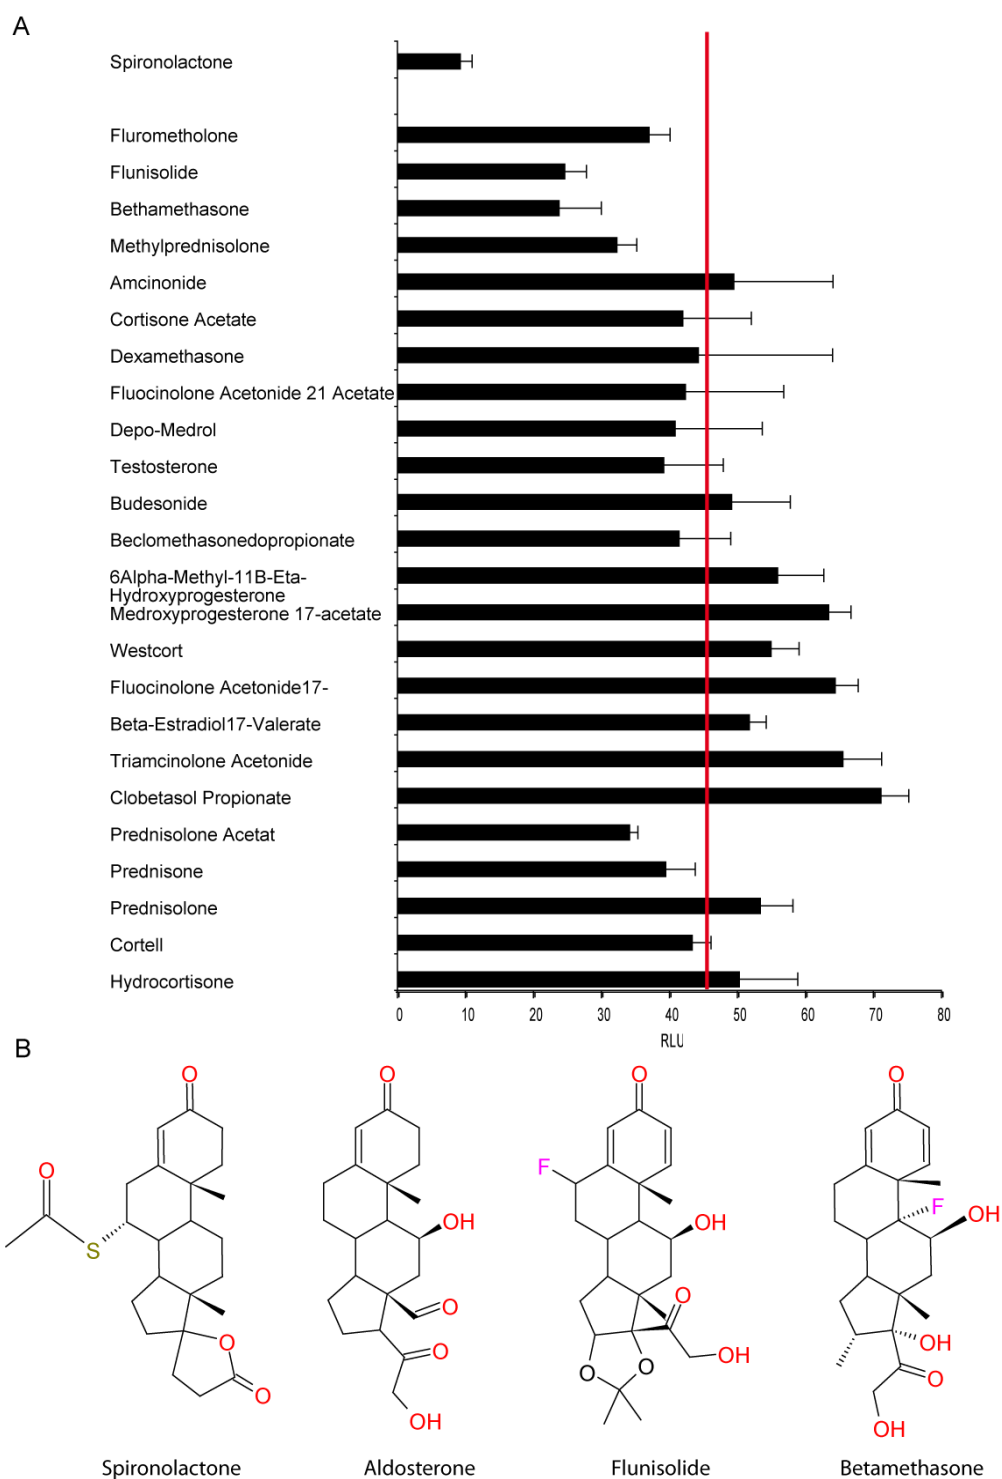 A
Spironolactone
Flurometholone
Flunisolide
Bethamethasone
Methylprednisolone
Amcinonide
Cortisone Acetate
Dexamethasone
Fluocinolone Acetonide 21 Acetate
Depo-Medrol
Testosterone
Budesonide
Beclomethasonedopropionate
6Alpha-Methyl-11B-Eta-
Hydroxyprogesterone
Medroxyprogesterone 17-acetate
Westcort
Fluocinolone Acetonide17-
Beta-Estradiol17-Valerate
Triamcinolone Acetonide
Clobetasol Propionate
Prednisolone Acetat
Prednisone
Prednisolone
Cortell
Hydrocortisone
0 10 20 30 40 50 60 70 80
RLU
B
O O O O
O F F OH
S OH OH
O O O OH
O O O O OH O
OH OH OH
Spironolactone Aldosterone Flunisolide Betamethasone